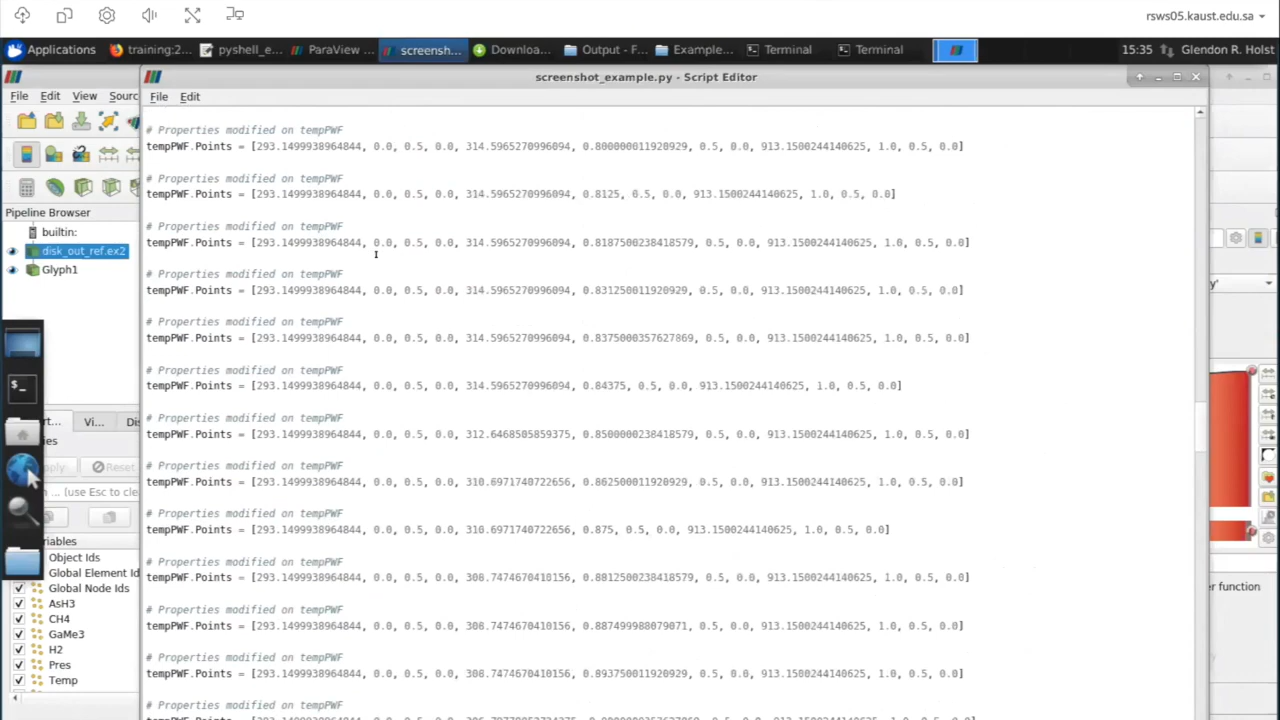 rsws05.kaust.edu.sa
Applications
training:2...
pyshell_e...
ParaView ...
screensh...
Downloa...
Output - F...
Example...
Terminal
Terminal
15:35
Glendon R. Holst
screenshot_example.py - Script Editor
File Edit View Sourc
File Edit
# Properties modified on tempPWF
tempPWF.Points = [293.1499938964844, 0.0, 0.5, 0.0, 314.5965270996094, 0.800000011920929, 0.5, 0.0, 913.1500244140625, 1.0, 0.5, 0.0]
# Properties modified on tempPWF
tempPWF.Points = [293.1499938964844, 0.0, 0.5, 0.0, 314.5965270996094, 0.8125, 0.5, 0.0, 913.1500244140625, 1.0, 0.5, 0.0]
# Properties modified on tempPWF
tempPWF.Points = [293.1499938964844, 0.0, 0.5, 0.0, 314.5965270996094, 0.8187500238418579, 0.5, 0.0, 913.1500244140625, 1.0, 0.5, 0.0]
# Properties modified on tempPWF
tempPWF.Points = [293.1499938964844, 0.0, 0.5, 0.0, 314.5965270996094, 0.831250011920929, 0.5, 0.0, 913.1500244140625, 1.0, 0.5, 0.0]
# Properties modified on tempPWF
tempPWF.Points = [293.1499938964844, 0.0, 0.5, 0.0, 314.5965270996094, 0.8375000357627869, 0.5, 0.0, 913.1500244140625, 1.0, 0.5, 0.0]
# Properties modified on tempPWF
tempPWF.Points = [293.1499938964844, 0.0, 0.5, 0.0, 314.5965270996094, 0.84375, 0.5, 0.0, 913.1500244140625, 1.0, 0.5, 0.0]
# Properties modified on tempPWF
tempPWF.Points = [293.1499938964844, 0.0, 0.5, 0.0, 312.6468505859375, 0.8500000238418579, 0.5, 0.0, 913.1500244140625, 1.0, 0.5, 0.0]
# Properties modified on tempPWF
tempPWF.Points = [293.1499938964844, 0.0, 0.5, 0.0, 310.6971740722656, 0.862500011920929, 0.5, 0.0, 913.1500244140625, 1.0, 0.5, 0.0]
# Properties modified on tempPWF
tempPWF.Points = [293.1499938964844, 0.0, 0.5, 0.0, 310.6971740722656, 0.875, 0.5, 0.0, 913.1500244140625, 1.0, 0.5, 0.0]
# Properties modified on tempPWF
tempPWF.Points = [293.1499938964844, 0.0, 0.5, 0.0, 308.7474670410156, 0.8812500238418579, 0.5, 0.0, 913.1500244140625, 1.0, 0.5, 0.0]
# Properties modified on tempPWF
tempPWF.Points = [293.1499938964844, 0.0, 0.5, 0.0, 308.7474670410156, 0.887499988079071, 0.5, 0.0, 913.1500244140625, 1.0, 0.5, 0.0]
# Properties modified on tempPWF
tempPWF.Points = [293.1499938964844, 0.0, 0.5, 0.0, 308.7474670410156, 0.893750011920929, 0.5, 0.0, 913.1500244140625, 1.0, 0.5, 0.0]
# Properties modified on tempPWF
Pipeline Browser
builtin:
disk_out_ref.ex2
Glyph1
rt... Vi... Dis
ies
pply Reset
... (use Esc to cle
riables
Object Ids
Global Element Id
Global Node Ids
AsH3
CH4
GaMe3
H2
Pres
Temp
y'
er function